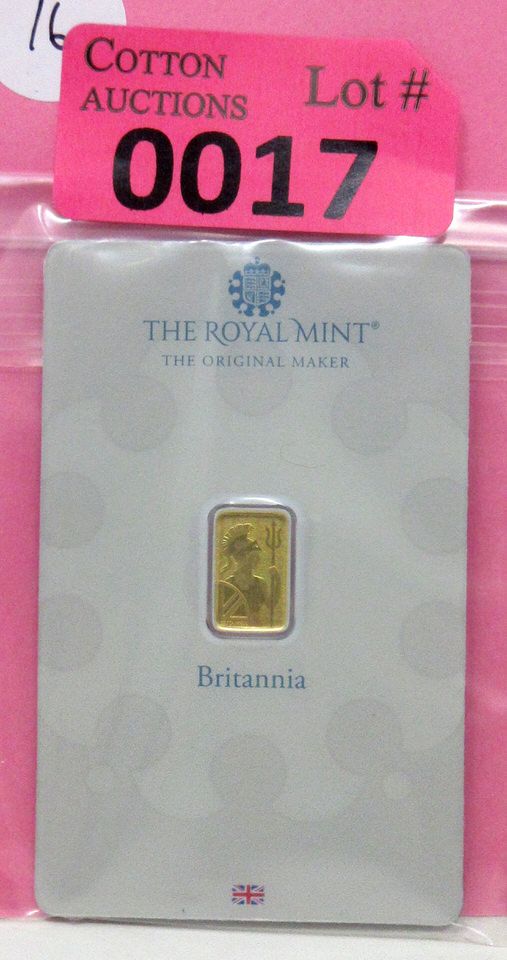 16
COTTON AUCTIONS
Lot #
0017
THE ROYAL MINT®
THE ORIGINAL MAKER
Britannia